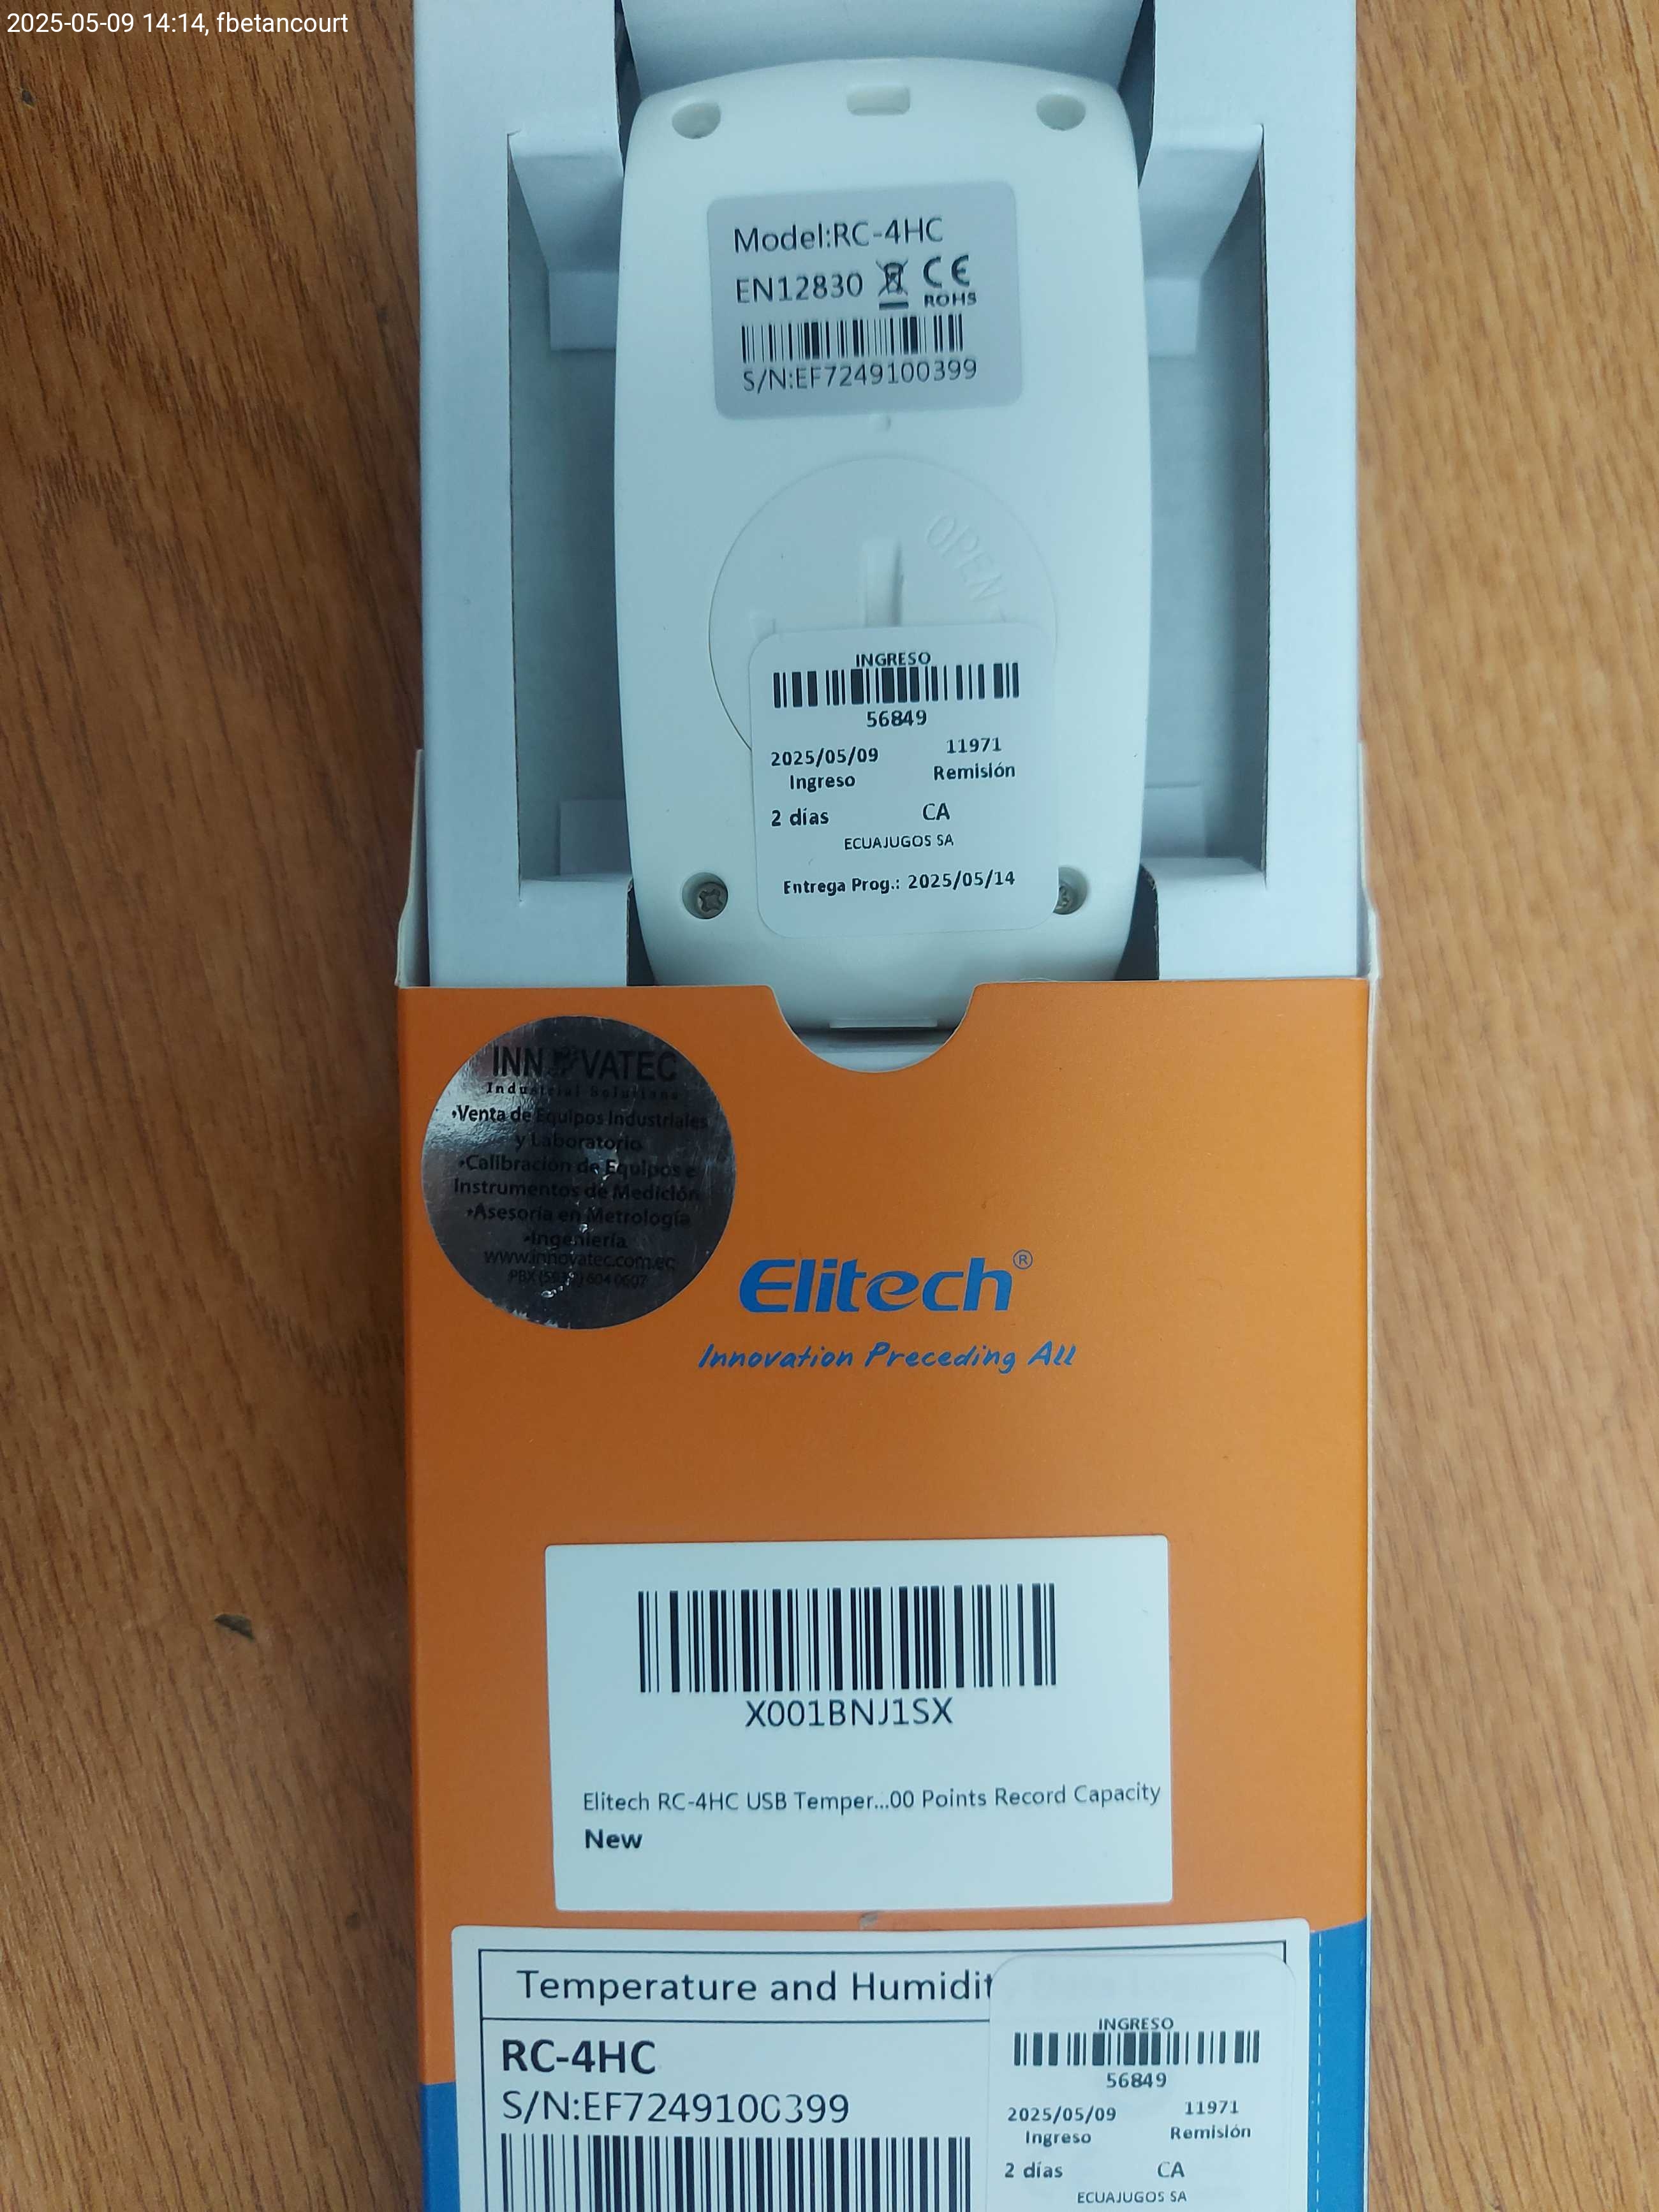 2025-05-09 14:14, fbetancourt
Model:RC-4HC
EN12830 CE
ROHS
S/N:EF7249100399
OPEN
INGRESO
56849
2025/05/09 11971
Ingreso Remisión
2 días CA
ECUAJUGOS SA
Entrega Prog.: 2025/05/14
INNOVATEC
Industrial Solutions
•Venta de Equipos Industriales
y Laboratorio
•Calibración de Equipos e
Instrumentos de Medición
•Asesoría en Metrología
•Ingeniería
www.innovatec.com.ec
Elitech®
Innovation Preceding All
X001BNJ1SX
Elitech RC-4HC USB Temper...00 Points Record Capacity
New
Temperature and Humidit
RC-4HC
S/N:EF7249100399
INGRESO
56849
2025/05/09 11971
Ingreso Remisión
2 días CA
ECUAJUGOS SA